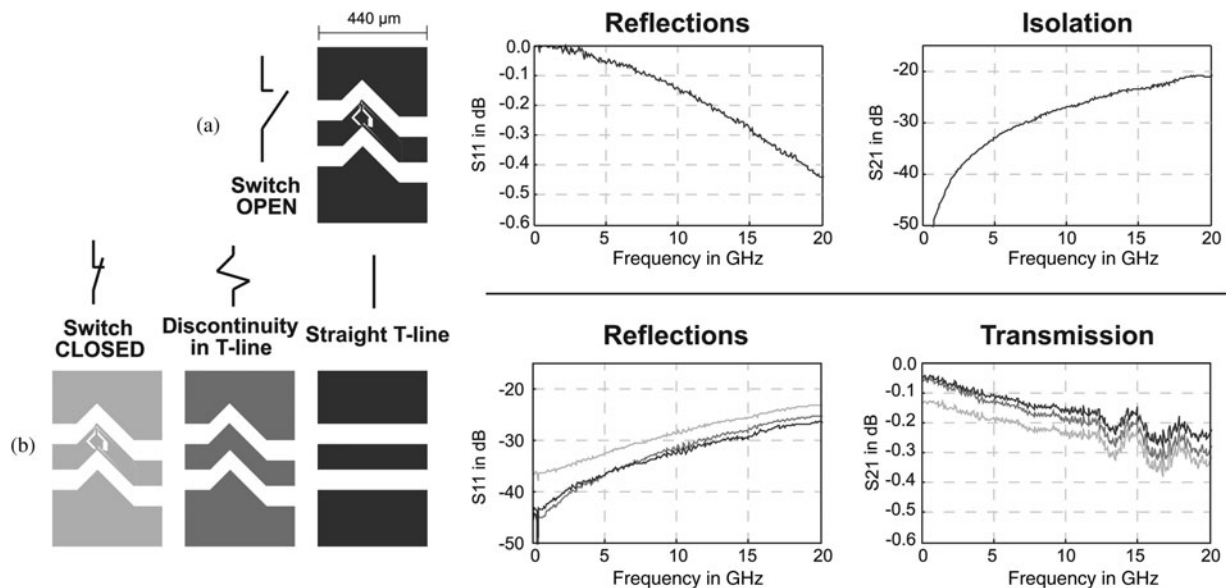 440 µm
(a)
Switch
OPEN
Reflections
S11 in dB
0.0
-0.1
-0.2
-0.3
-0.4
-0.5
-0.6
0 5 10 15 20
Frequency in GHz
Isolation
S21 in dB
-20
-30
-40
-50
0 5 10 15 20
Frequency in GHz
Switch
CLOSED
Discontinuity
in T-line
Straight T-line
(b)
Reflections
S11 in dB
-20
-30
-40
-50
0 5 10 15 20
Frequency in GHz
Transmission
S21 in dB
0.0
-0.1
-0.2
-0.3
-0.4
-0.5
-0.6
0 5 10 15 20
Frequency in GHz